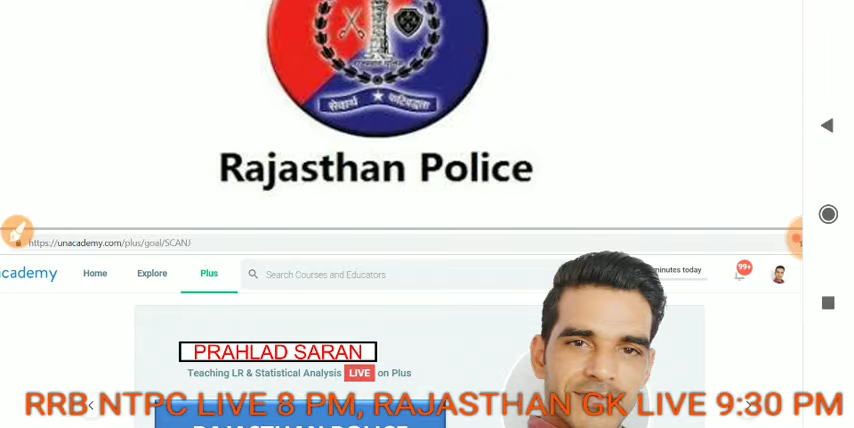 सेवार्थ कटिबद्धता
Rajasthan Police
https://unacademy.com/plus/goal/SCANJ
cademy Home Explore Plus Search Courses and Educators minutes today 99+
PRAHLAD SARAN
Teaching LR & Statistical Analysis LIVE on Plus
RRB NTPC LIVE 8 PM, RAJASTHAN GK LIVE 9:30 PM
RAJASTHAN POLICE